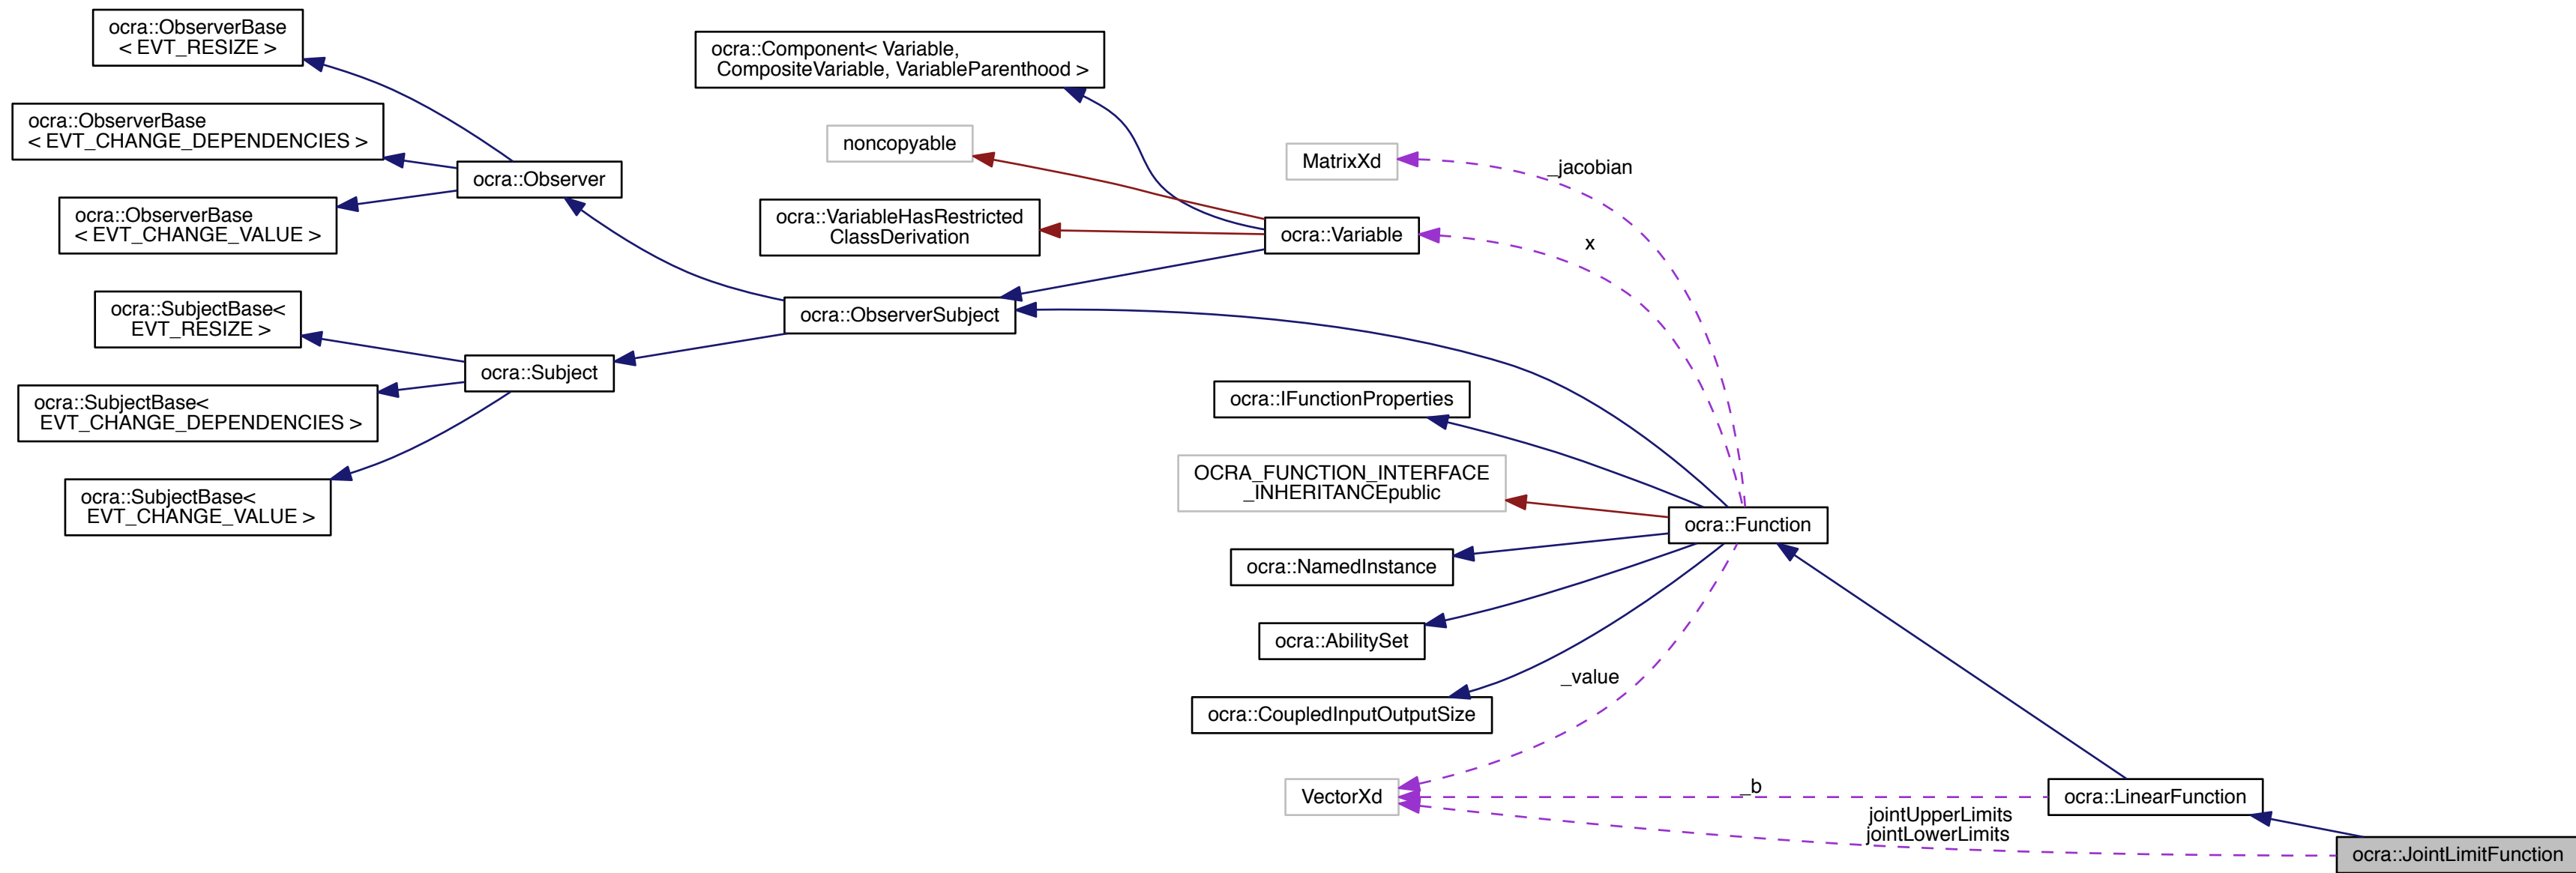 ocra::ObserverBase
< EVT_RESIZE >
ocra::ObserverBase
< EVT_CHANGE_DEPENDENCIES >
ocra::ObserverBase
< EVT_CHANGE_VALUE >
ocra::Observer
ocra::SubjectBase<
EVT_RESIZE >
ocra::SubjectBase<
EVT_CHANGE_DEPENDENCIES >
ocra::SubjectBase<
EVT_CHANGE_VALUE >
ocra::Subject
ocra::Component< Variable,
CompositeVariable, VariableParenthood >
noncopyable
ocra::VariableHasRestricted
ClassDerivation
ocra::ObserverSubject
MatrixXd
_jacobian
ocra::Variable
x
ocra::IFunctionProperties
OCRA_FUNCTION_INTERFACE
_INHERITANCEpublic
ocra::Function
ocra::NamedInstance
ocra::AbilitySet
_value
ocra::CoupledInputOutputSize
VectorXd
_b
ocra::LinearFunction
jointUpperLimits
jointLowerLimits
ocra::JointLimitFunction